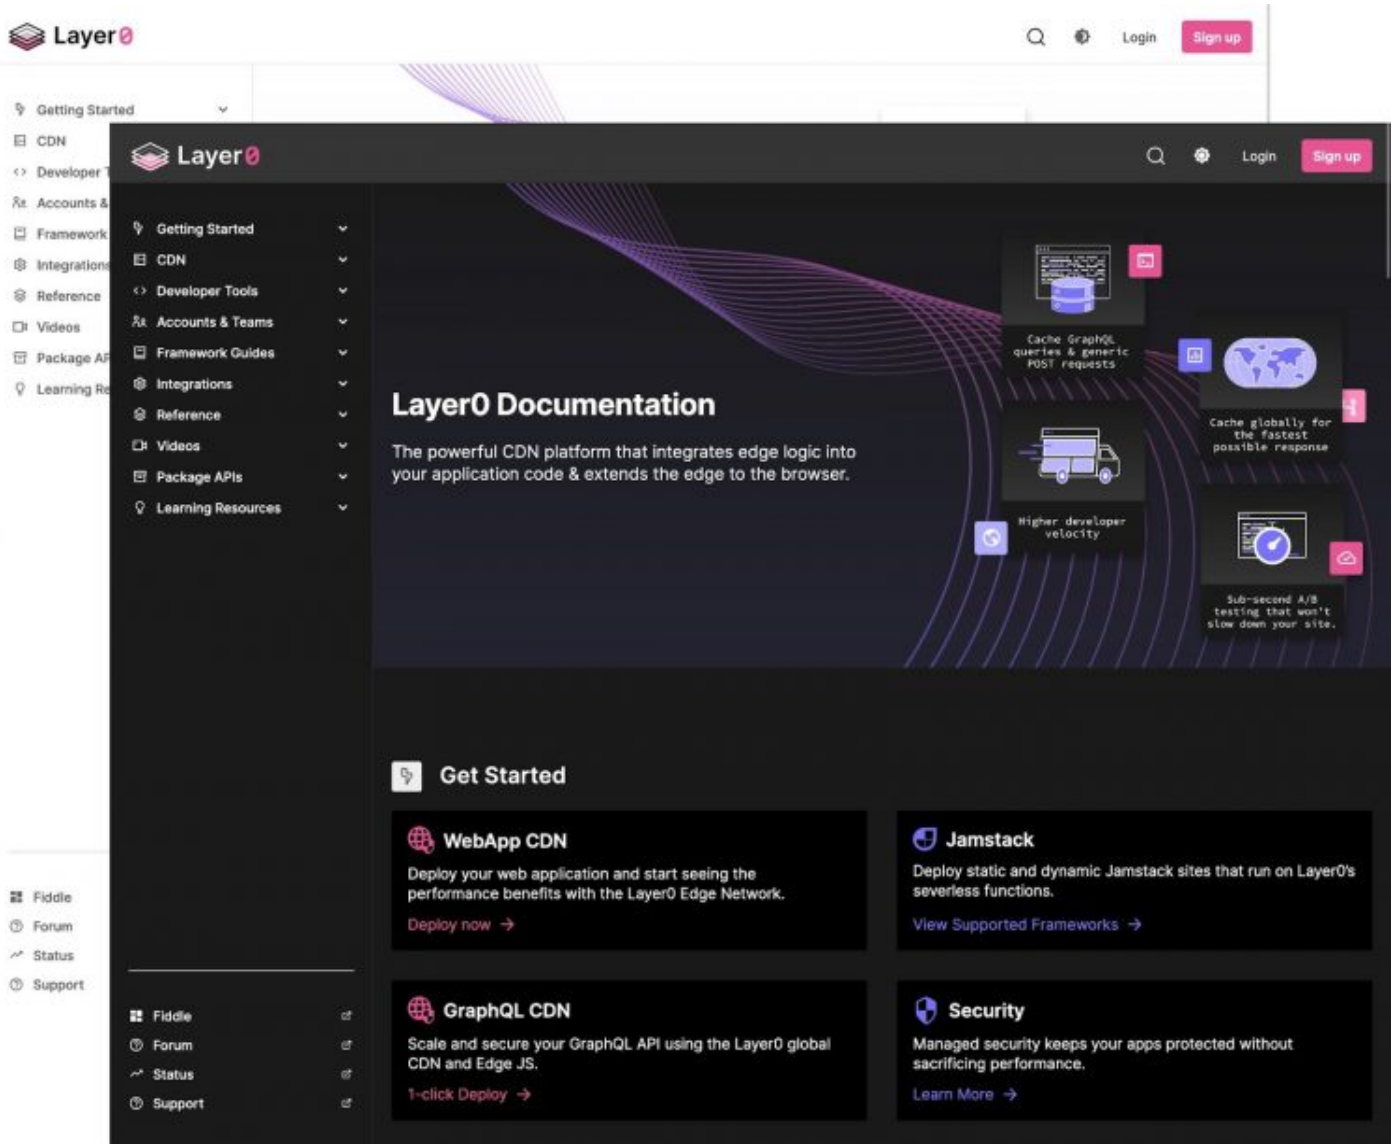 Layer0
Login
Sign up
Getting Started
CDN
Developer T
Accounts &
Framework
Integrations
Reference
Videos
Package AP
Learning Re
Fiddle
Forum
Status
Support
Layer0
Login
Sign up
Getting Started
CDN
Developer Tools
Accounts & Teams
Framework Guides
Integrations
Reference
Videos
Package APIs
Learning Resources
Fiddle
Forum
Status
Support
Layer0 Documentation
The powerful CDN platform that integrates edge logic into
your application code & extends the edge to the browser.
Cache GraphQL
queries & generic
POST requests
Cache globally for
the fastest
possible response
Higher developer
velocity
Sub-second A/B
testing that won't
slow down your site.
Get Started
WebApp CDN
Deploy your web application and start seeing the
performance benefits with the Layer0 Edge Network.
Deploy now →
Jamstack
Deploy static and dynamic Jamstack sites that run on Layer0's
severless functions.
View Supported Frameworks →
GraphQL CDN
Scale and secure your GraphQL API using the Layer0 global
CDN and Edge JS.
1-click Deploy →
Security
Managed security keeps your apps protected without
sacrificing performance.
Learn More →